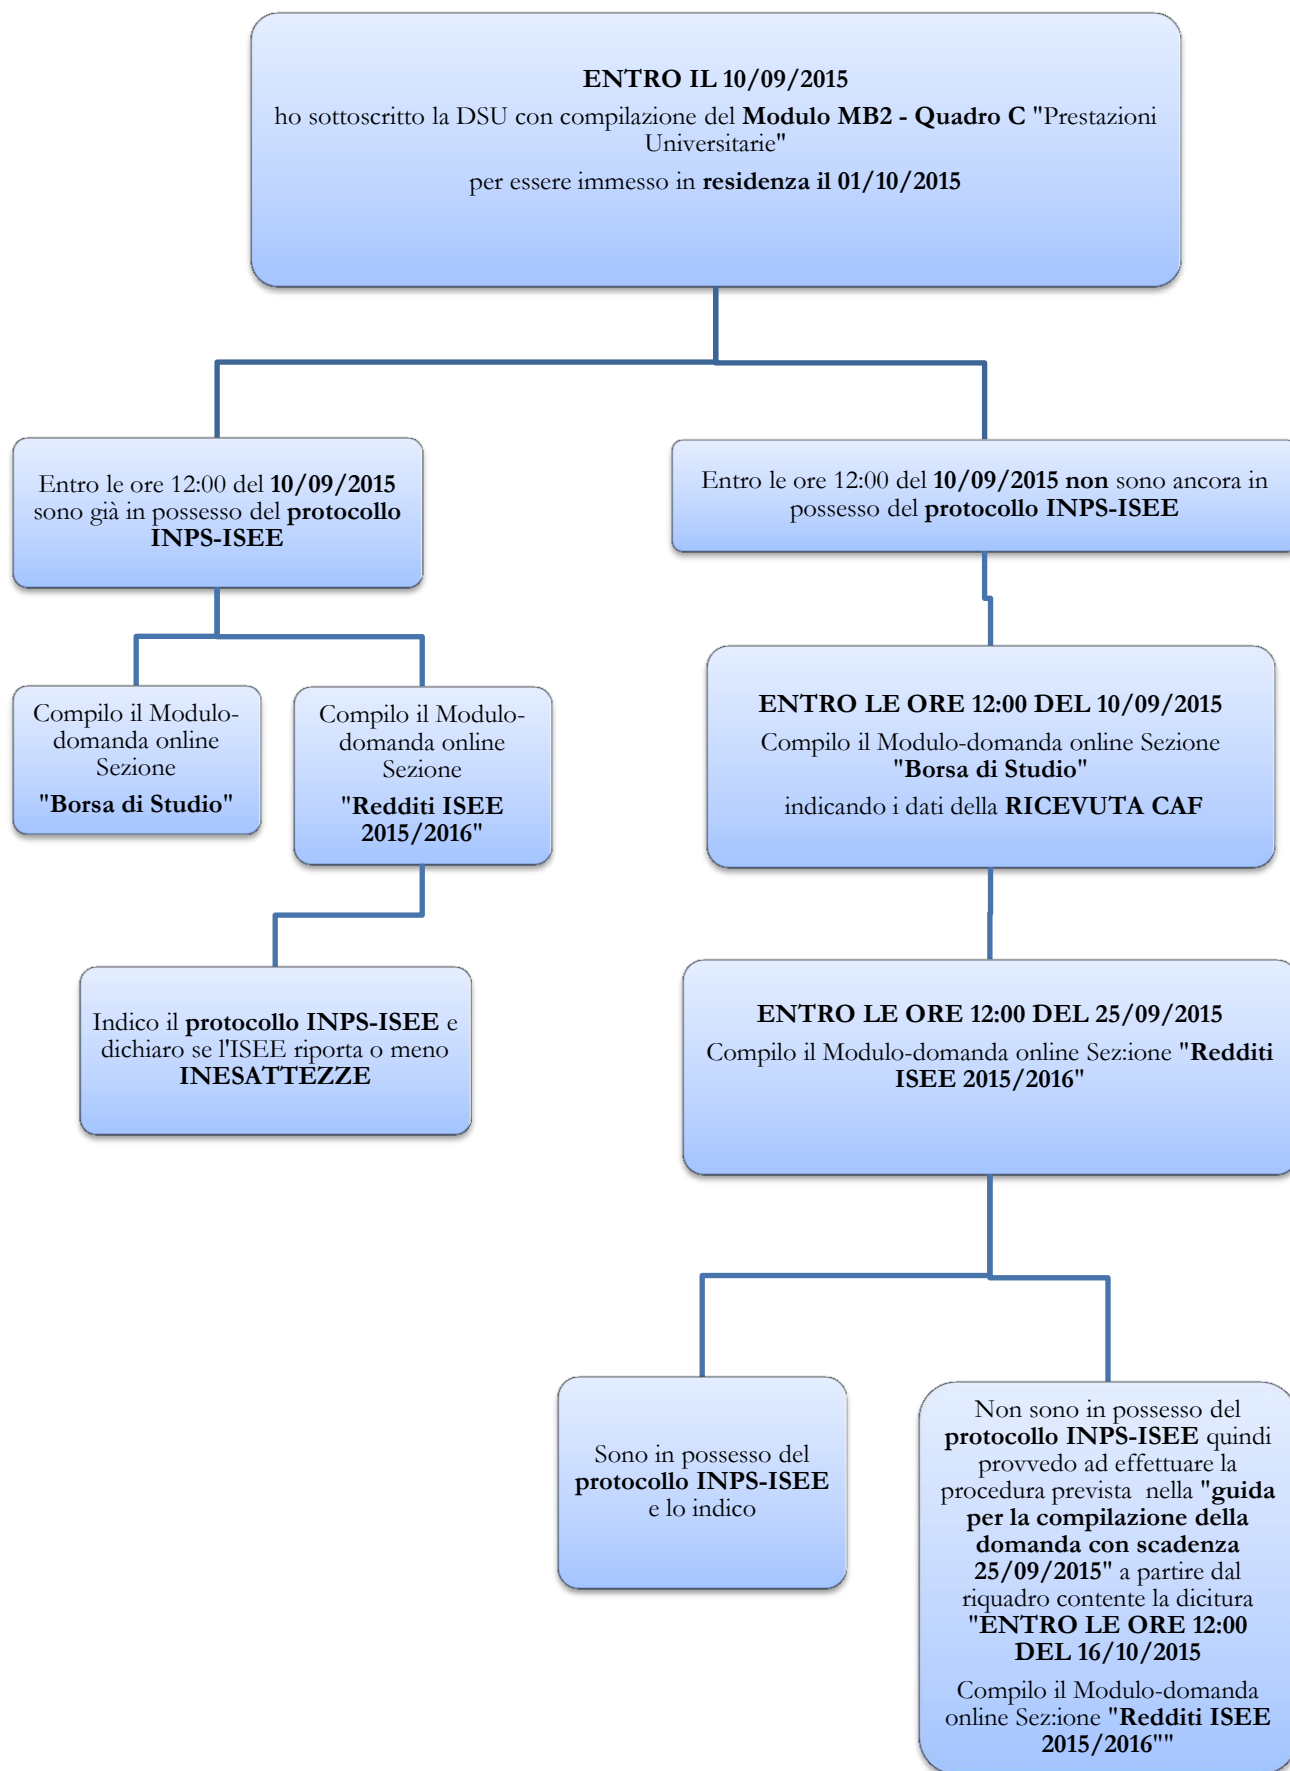 ENTRO IL 10/09/2015
ho sottoscritto la DSU con compilazione del Modulo MB2 - Quadro C "Prestazioni
Universitarie"
per essere immesso in residenza il 01/10/2015
Entro le ore 12:00 del 10/09/2015
sono già in possesso del protocollo
INPS-ISEE
Entro le ore 12:00 del 10/09/2015 non sono ancora in
possesso del protocollo INPS-ISEE
Compilo il Modulo-
domanda online
Sezione
"Borsa di Studio"
Compilo il Modulo-
domanda online
Sezione
"Redditi ISEE
2015/2016"
Indico il protocollo INPS-ISEE e
dichiaro se l'ISEE riporta o meno
INESATTEZZE
ENTRO LE ORE 12:00 DEL 10/09/2015
Compilo il Modulo-domanda online Sezione
"Borsa di Studio"
indicando i dati della RICEVUTA CAF
ENTRO LE ORE 12:00 DEL 25/09/2015
Compilo il Modulo-domanda online Sez:ione "Redditi
ISEE 2015/2016"
Sono in possesso del
protocollo INPS-ISEE
e lo indico
Non sono in possesso del
protocollo INPS-ISEE quindi
provvedo ad effettuare la
procedura prevista nella "guida
per la compilazione della
domanda con scadenza
25/09/2015" a partire dal
riquadro contente la dicitura
"ENTRO LE ORE 12:00
DEL 16/10/2015
Compilo il Modulo-domanda
online Sez:ione "Redditi ISEE
2015/2016""